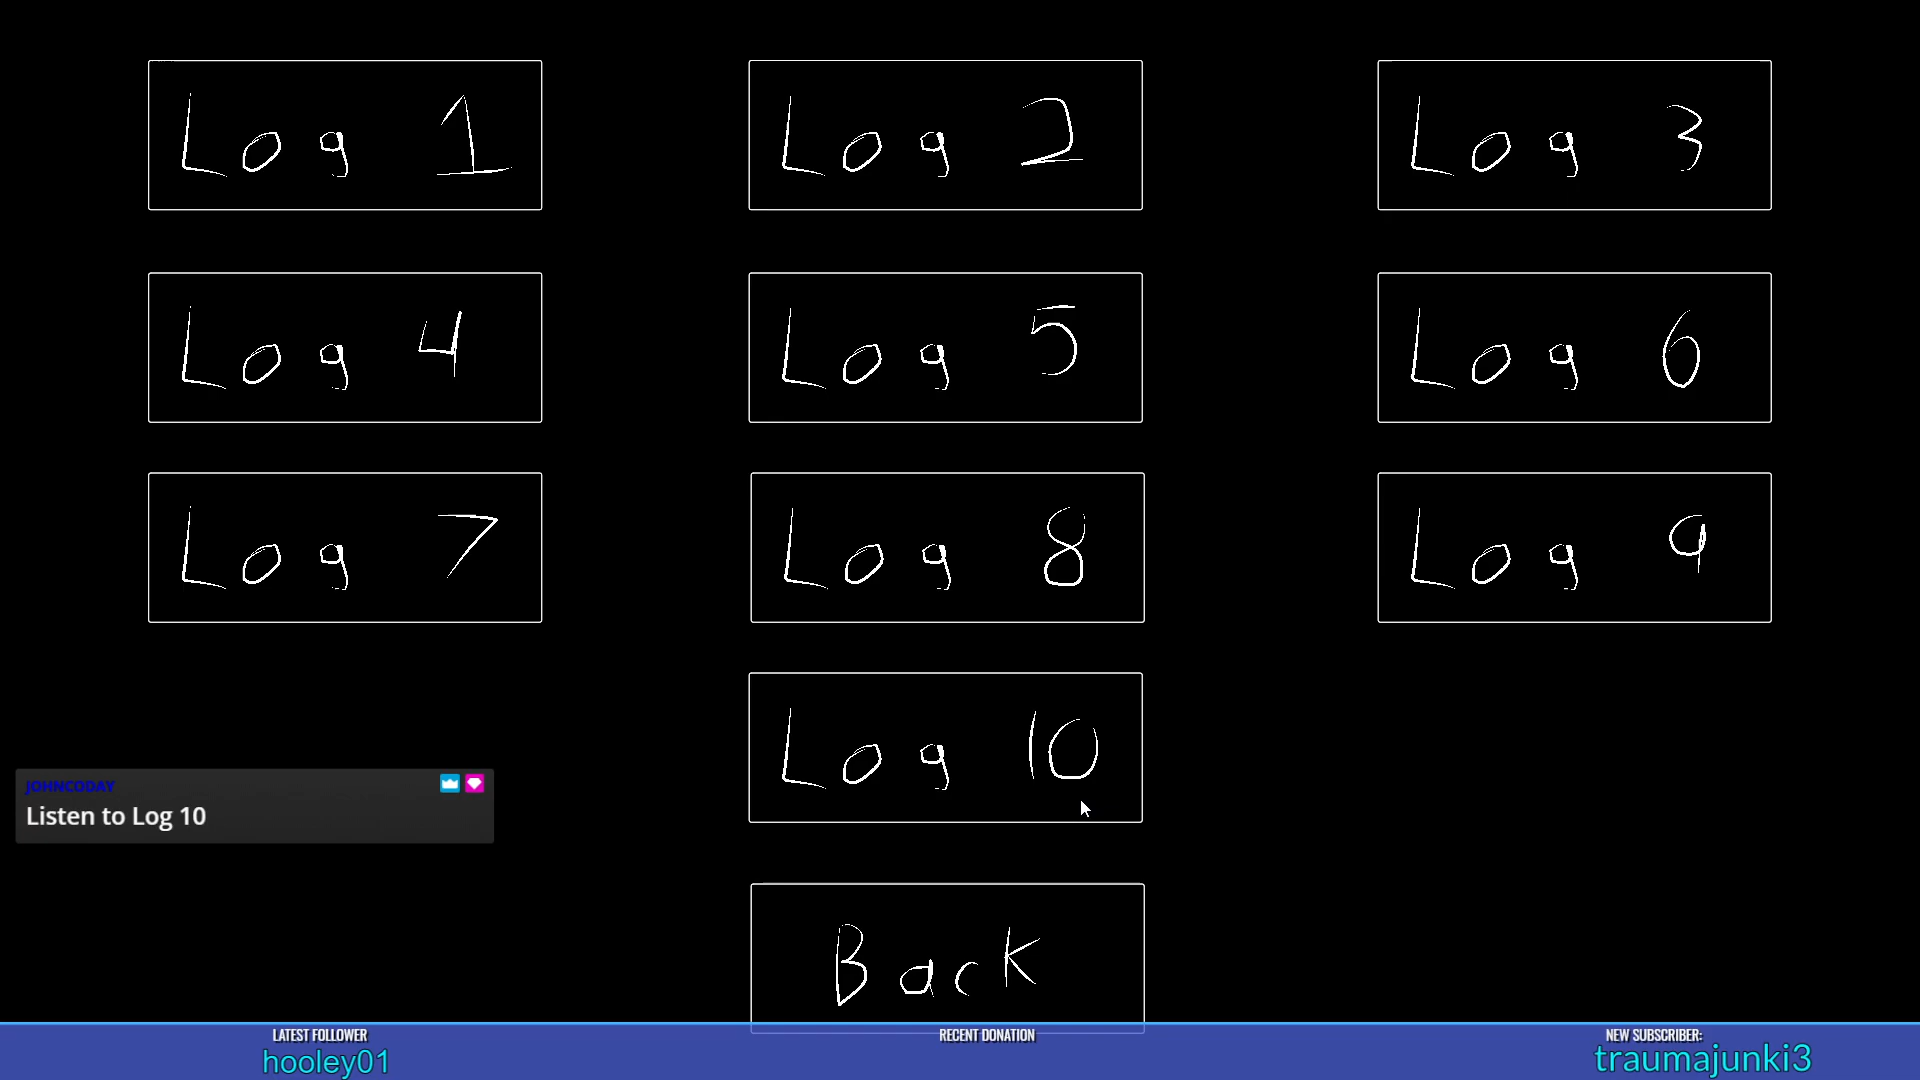 Log 1
Log 2
Log 3
Log 4
Log 5
Log 6
Log 7
Log 8
Log 9
Log 10
JOHNCODAY
Listen to Log 10
Back
LATEST FOLLOWER
hooley01
RECENT DONATION
NEW SUBSCRIBER:
traumajunki3